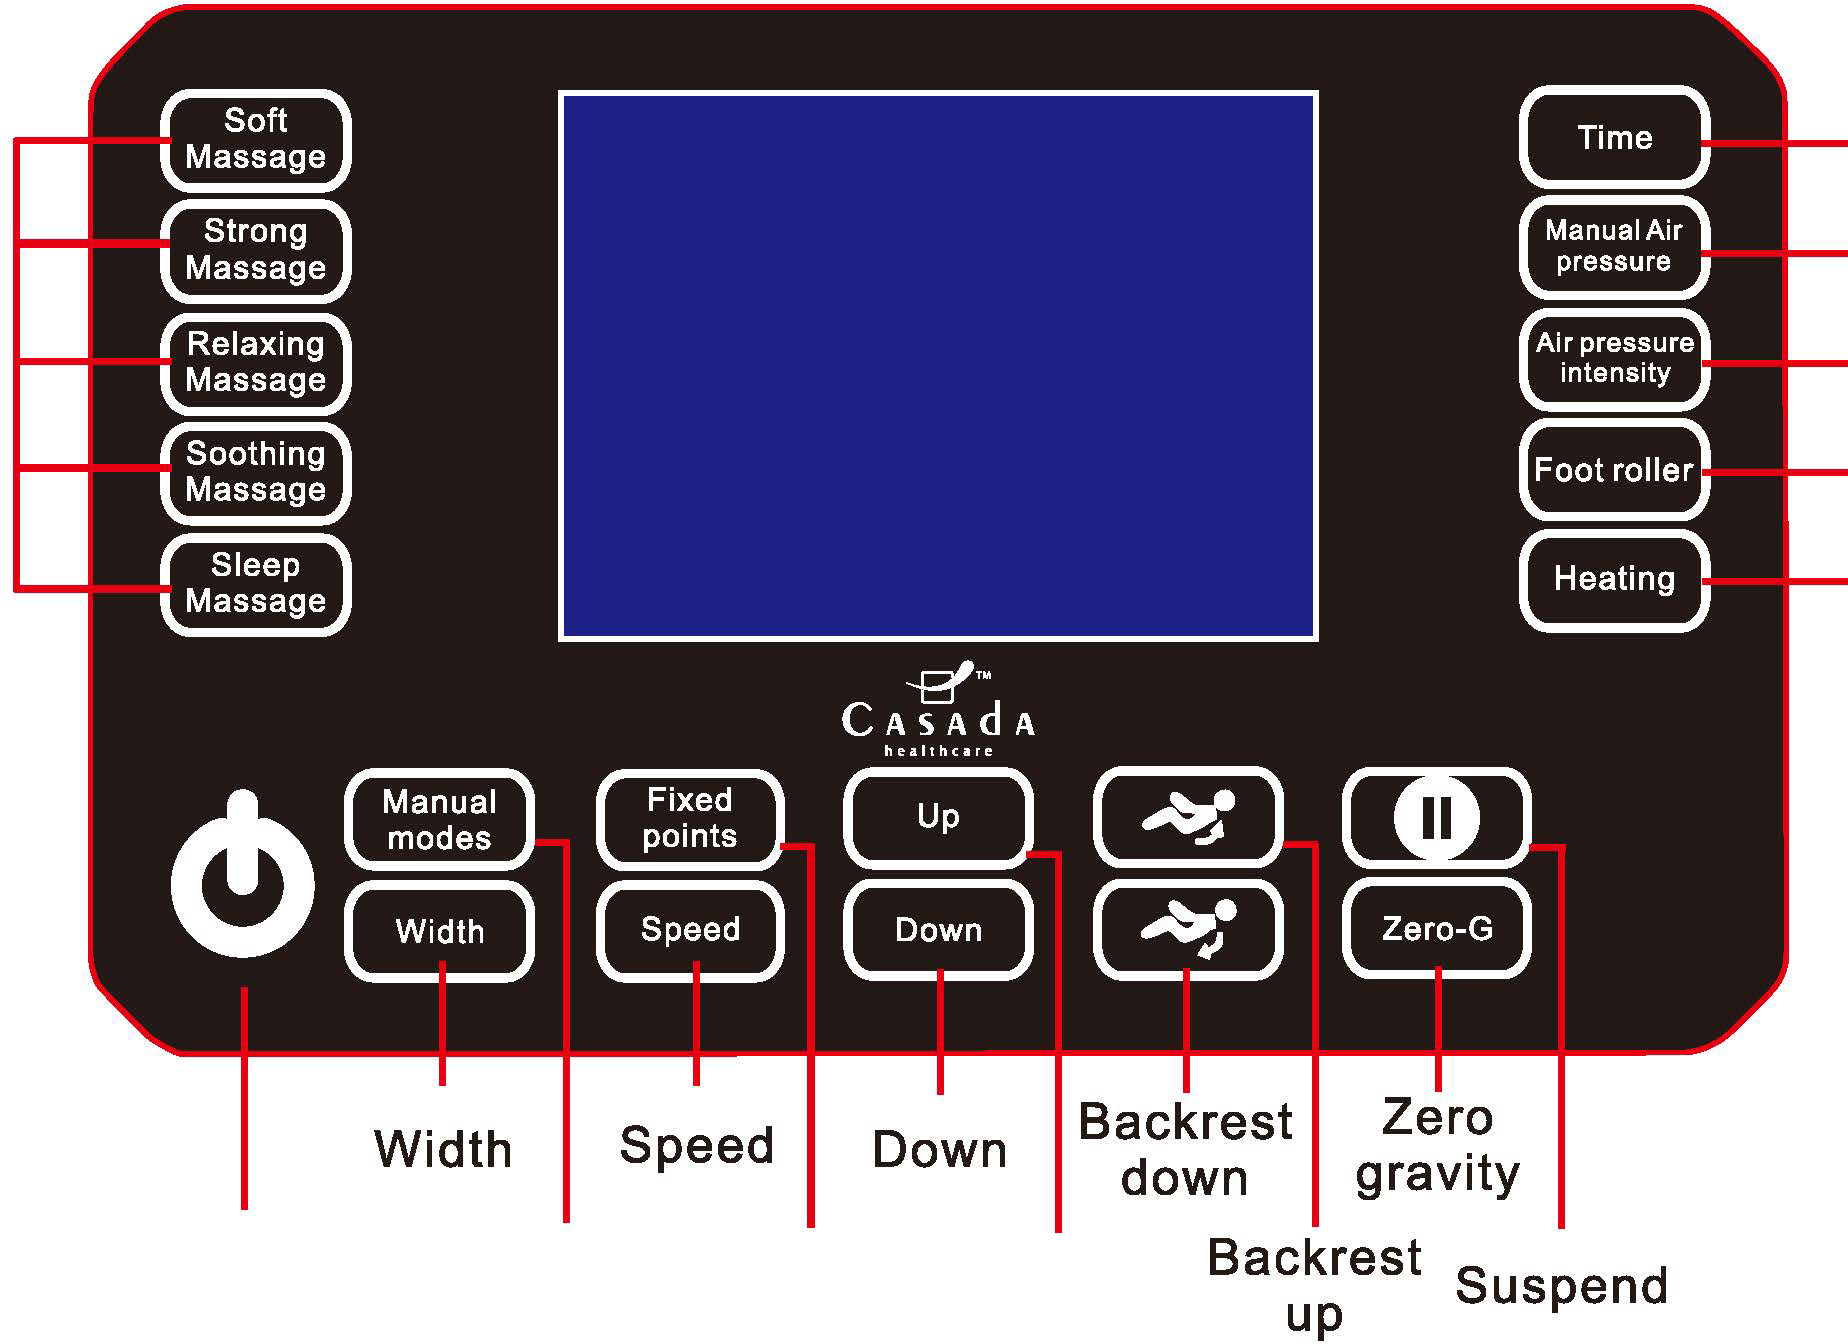 Soft
Massage
Strong
Massage
Relaxing
Massage
Soothing
Massage
Sleep
Massage
Time
Manual Air
pressure
Air pressure
intensity
Foot roller
Heating
TM
CASAdA
healthcare
Manual
modes
Fixed
points
Up
Width
Speed
Down
Zero-G
Width
Speed
Down
Backrest
down
Zero
gravity
Backrest
up
Suspend